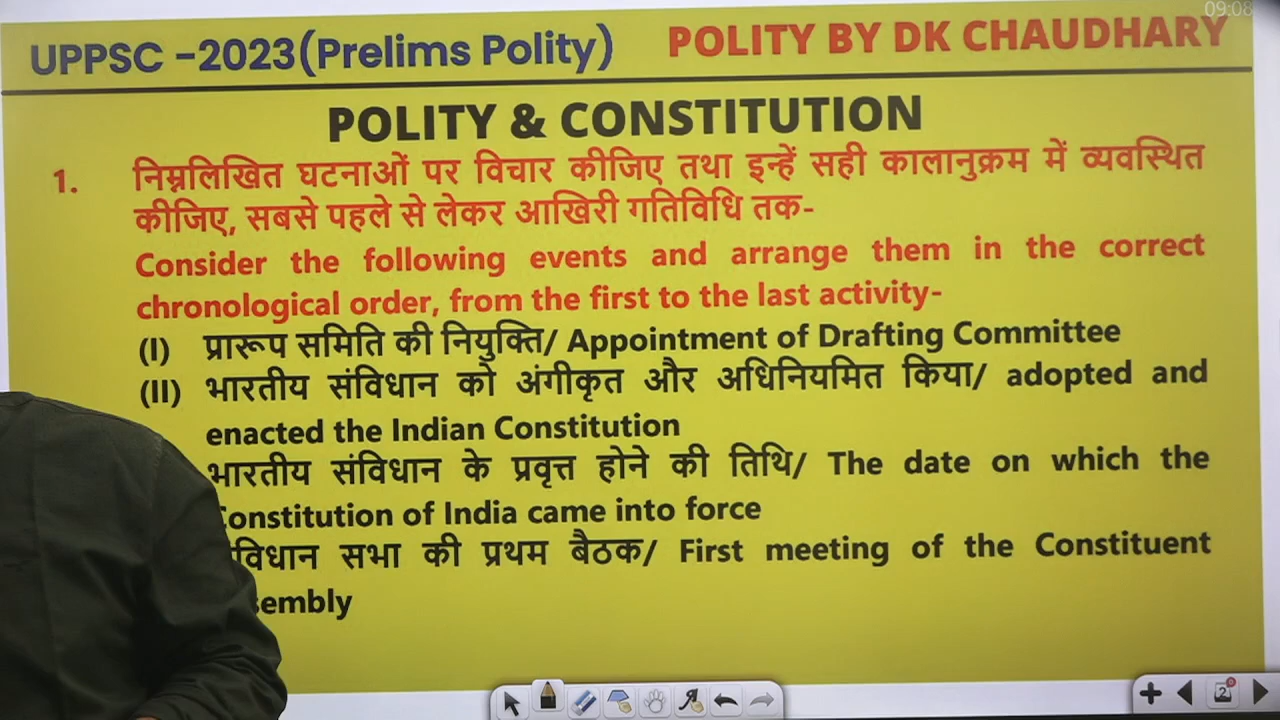 09:08
UPPSC -2023(Prelims Polity) POLITY BY DK CHAUDHARY
POLITY & CONSTITUTION
1. निम्नलिखित घटनाओं पर विचार कीजिए तथा इन्हें सही कालानुक्रम में व्यवस्थित
कीजिए, सबसे पहले से लेकर आखिरी गतिविधि तक-
Consider the following events and arrange them in the correct
chronological order, from the first to the last activity-
(I) प्रारूप समिति की नियुक्ति/ Appointment of Drafting Committee
(II) भारतीय संविधान को अंगीकृत और अधिनियमित किया/ adopted and
enacted the Indian Constitution
भारतीय संविधान के प्रवृत्त होने की तिथि/ The date on which the
onstitution of India came into force
विधान सभा की प्रथम बैठक/ First meeting of the Constituent
sembly
2